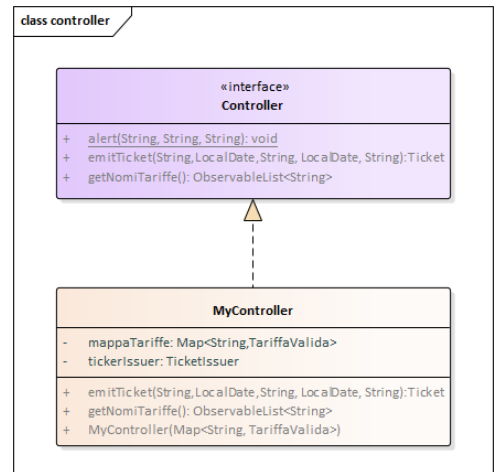 class controller
«interface»
Controller
+ alert(String, String, String): void
+ emitTicket(String,LocalDate,String, LocalDate, String):Ticket
+ getNomiTariffe(): ObservableList<String>
MyController
- mappaTariffe: Map<String,TariffaValida>
- tickerIssuer: TicketIssuer
+ emitTicket(String,LocalDate,String, LocalDate, String):Ticket
+ getNomiTariffe(): ObservableList<String>
+ MyController(Map<String, TariffaValida>)